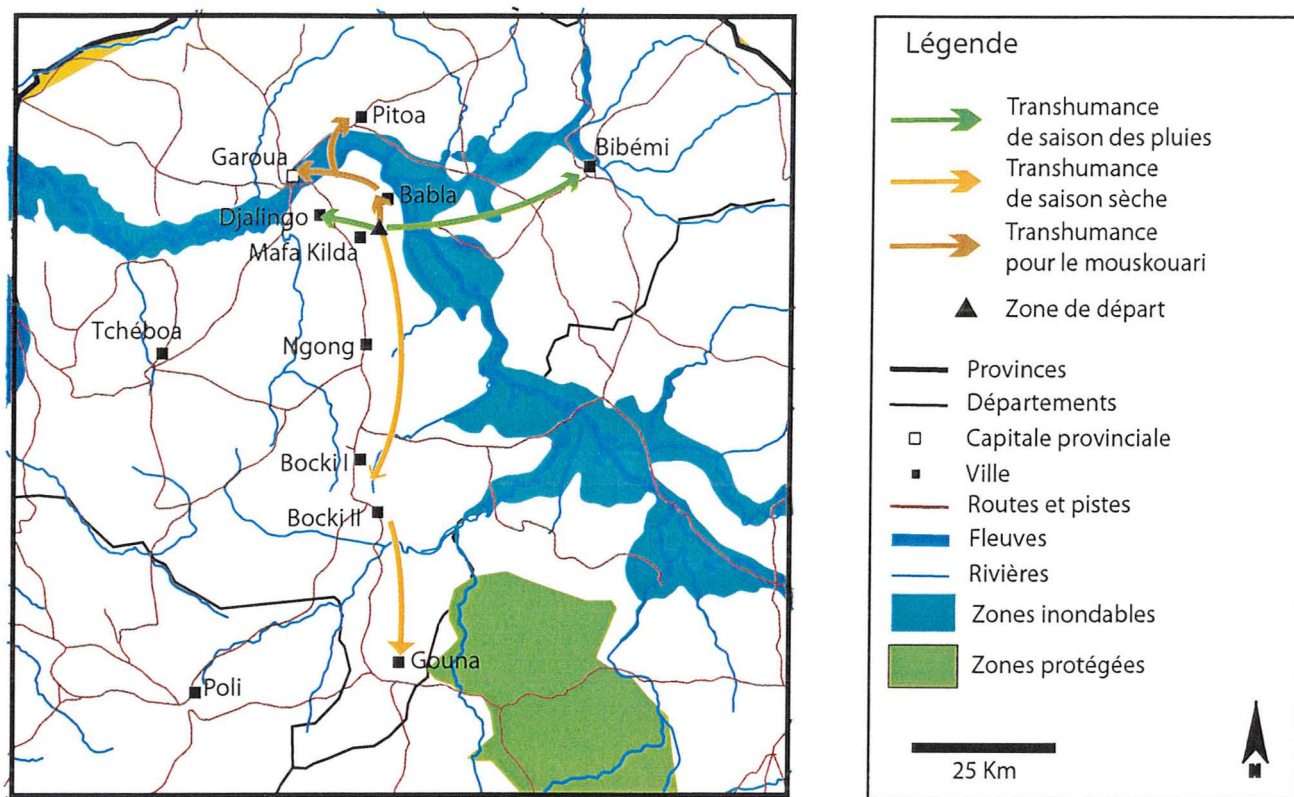 Pitoa
Garoua
Bibémi
Babla
Djalingo
Mafa Kilda
Tchéboa
Ngong
Bocki I
Bocki II
Gouna
Poli
Légende
Transhumance
de saison des pluies
Transhumance
de saison sèche
Transhumance
pour le mouskouari
Zone de départ
Provinces
Départements
Capitale provinciale
Ville
Routes et pistes
Fleuves
Rivières
Zones inondables
Zones protégées
25 Km
N